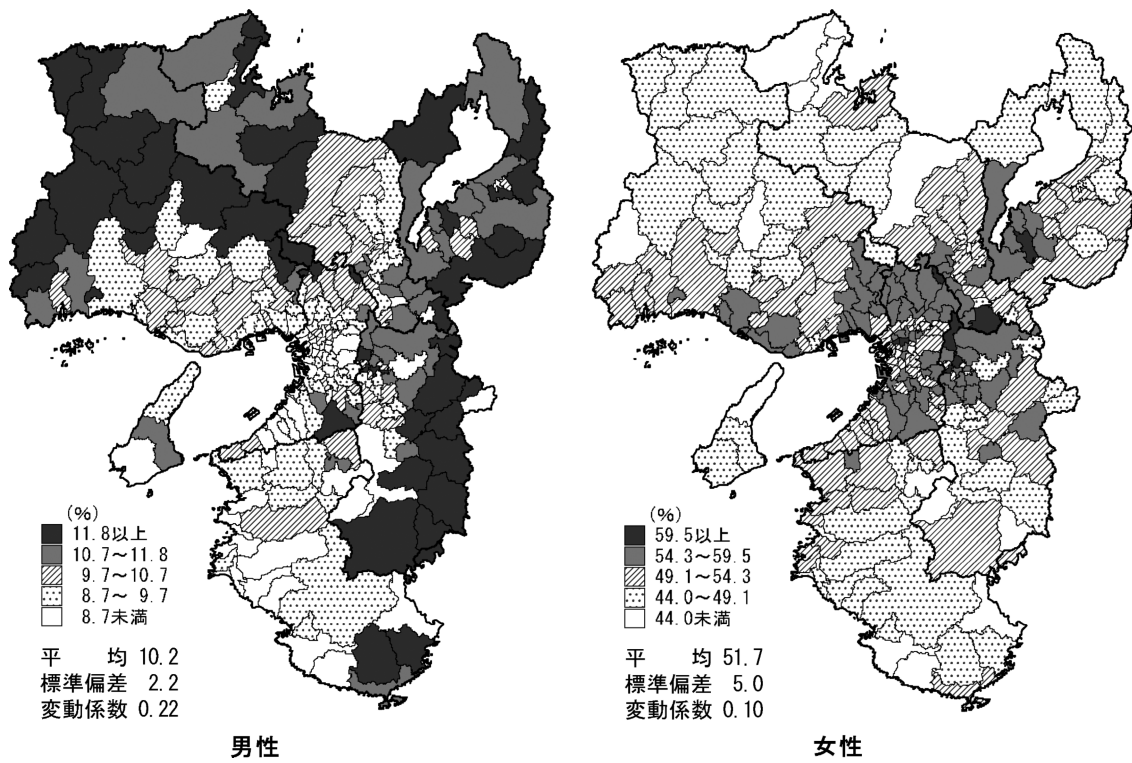 (%)
11.8以上
10.7～11.8
9.7～10.7
8.7～ 9.7
8.7未満
平　　均 10.2
標準偏差 2.2
変動係数 0.22
男性
(%)
59.5以上
54.3～59.5
49.1～54.3
44.0～49.1
44.0未満
平　　均 51.7
標準偏差 5.0
変動係数 0.10
女性